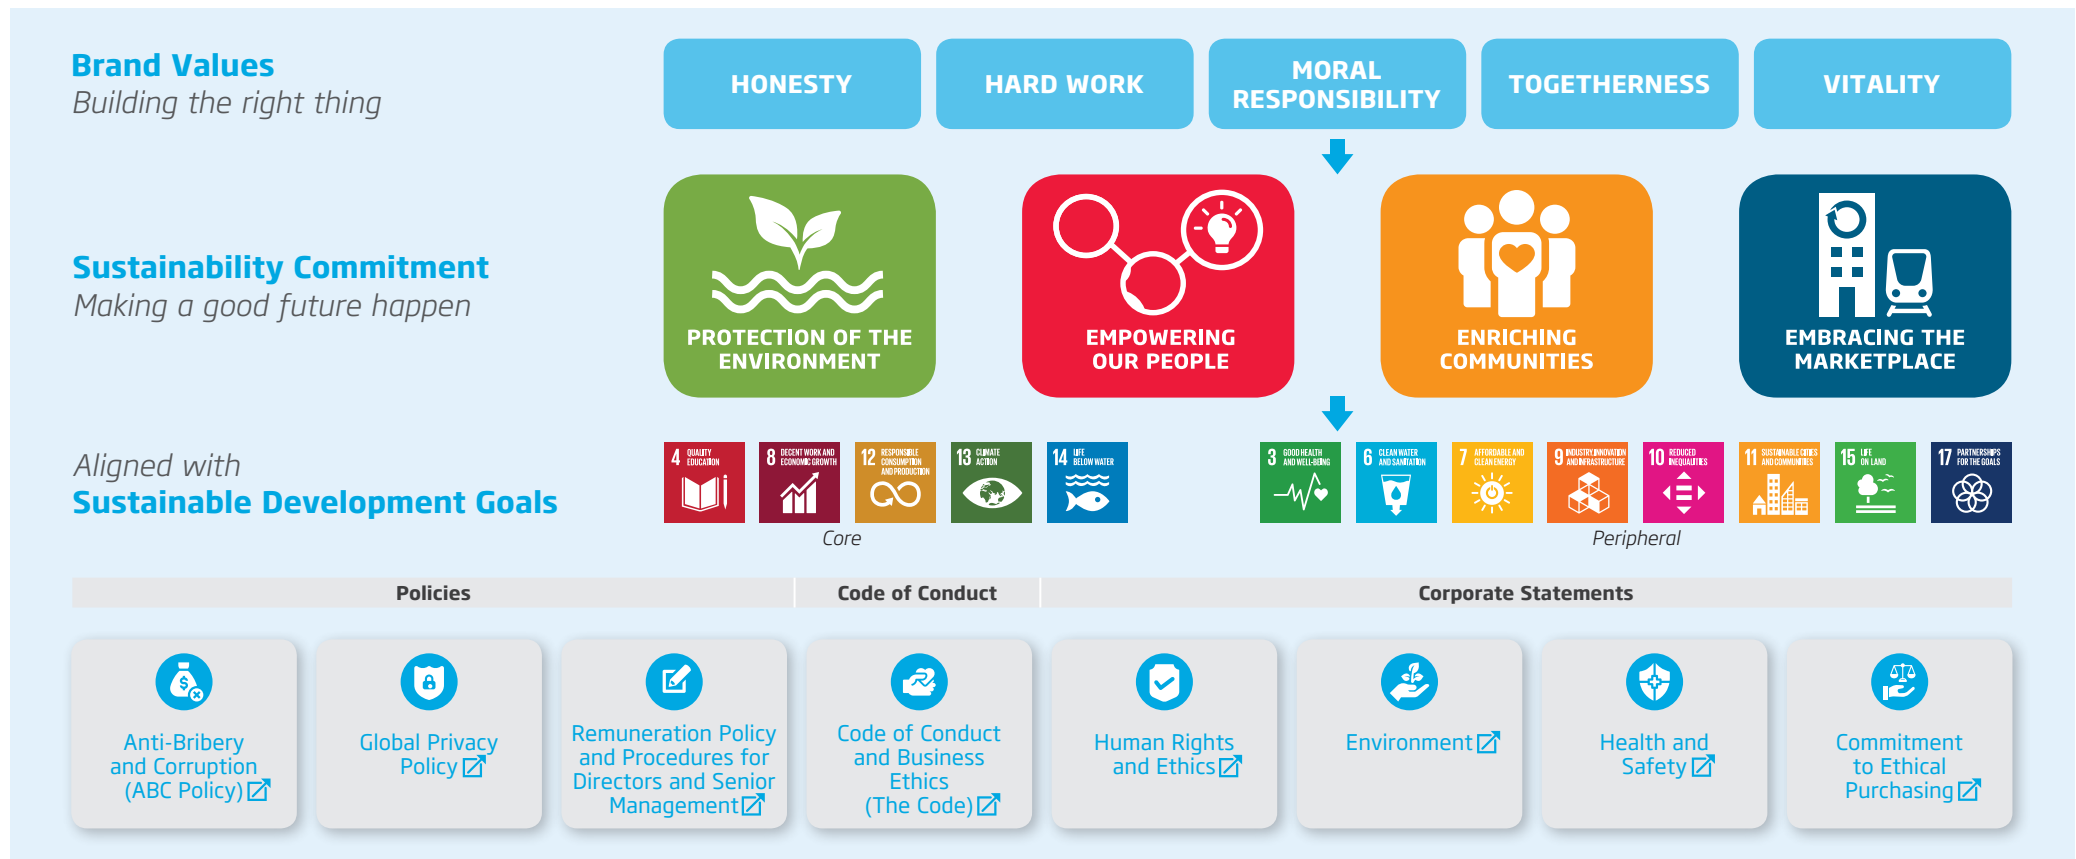 Brand Values
Building the right thing
HONESTY
HARD WORK
MORAL
RESPONSIBILITY
TOGETHERNESS
VITALITY
Sustainability Commitment
Making a good future happen
PROTECTION OF THE
ENVIRONMENT
EMPOWERING
OUR PEOPLE
ENRICHING
COMMUNITIES
EMBRACING THE
MARKETPLACE
Aligned with
Sustainable Development Goals
4 QUALITY
EDUCATION
8 DECENT WORK AND
ECONOMIC GROWTH
12 RESPONSIBLE
CONSUMPTION
AND PRODUCTION
13 CLIMATE
ACTION
14 LIFE
BELOW WATER
Core
3 GOOD HEALTH
AND WELL-BEING
6 CLEAN WATER
AND SANITATION
7 AFFORDABLE AND
CLEAN ENERGY
9 INDUSTRY, INNOVATION
AND INFRASTRUCTURE
10 REDUCED
INEQUALITIES
11 SUSTAINABLE CITIES
AND COMMUNITIES
15 LIFE
ON LAND
17 PARTNERSHIPS
FOR THE GOALS
Peripheral
Policies
Code of Conduct
Corporate Statements
Anti-Bribery
and Corruption
(ABC Policy)
Global Privacy
Policy
Remuneration Policy
and Procedures for
Directors and Senior
Management
Code of Conduct
and Business
Ethics
(The Code)
Human Rights
and Ethics
Environment
Health and
Safety
Commitment
to Ethical
Purchasing